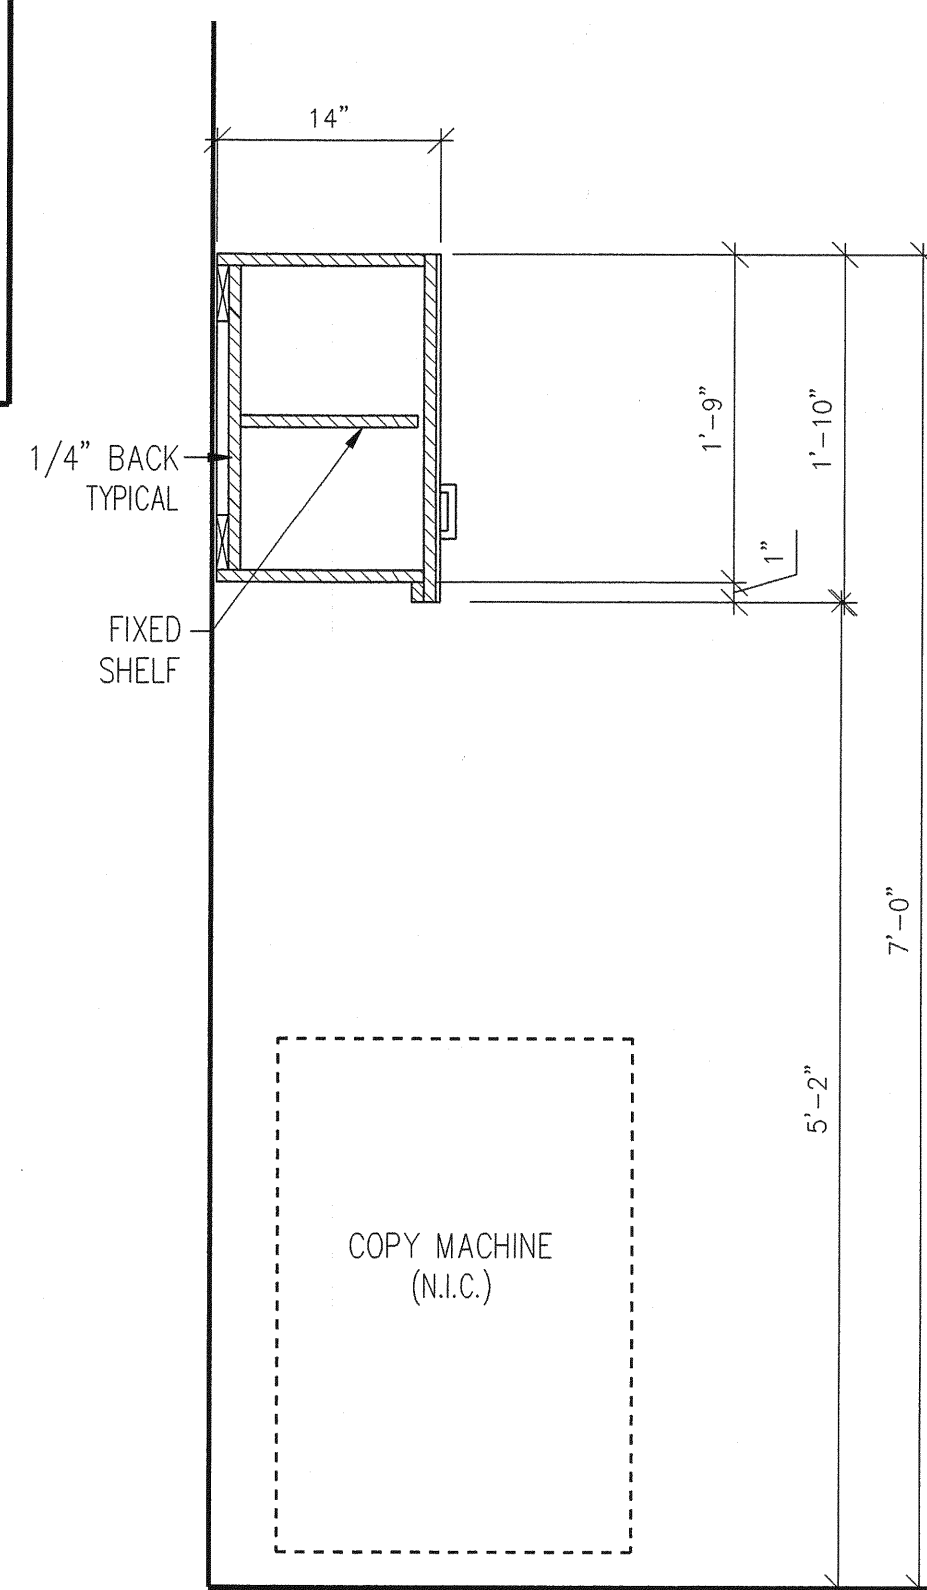 14"
1'-9"
1'-10"
1/4" BACK
TYPICAL
1"
FIXED
SHELF
7'-0"
5'-2"
COPY MACHINE
(N.I.C.)